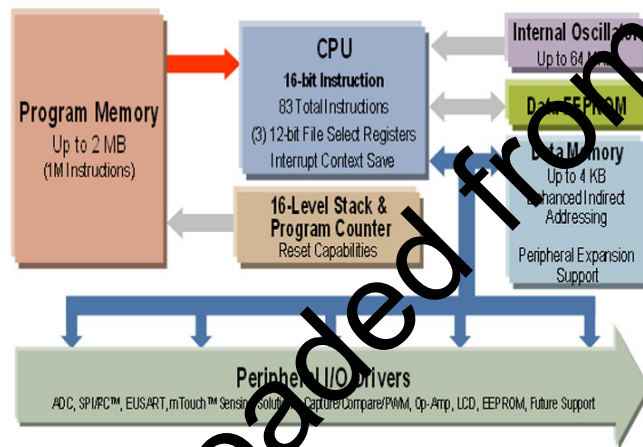 Program Memory
Up to 2 MB
(1M Instructions)
CPU
16-bit Instruction
83 Total Instructions
(3) 12-bit File Select Registers
Interrupt Context Save
16-Level Stack &
Program Counter
Reset Capabilities
Internal Oscillator
Up to 64
Data EEPROM
Data Memory
Up to 4 KB
Enhanced Indirect
Addressing
Peripheral Expansion
Support
Peripheral I/O Drivers
ADC, SPI/I²C™, EUSART, mTouch™ Sensing Capture/Compare/PWM, Op-Amp, LCD, EEPROM, Future Support
from